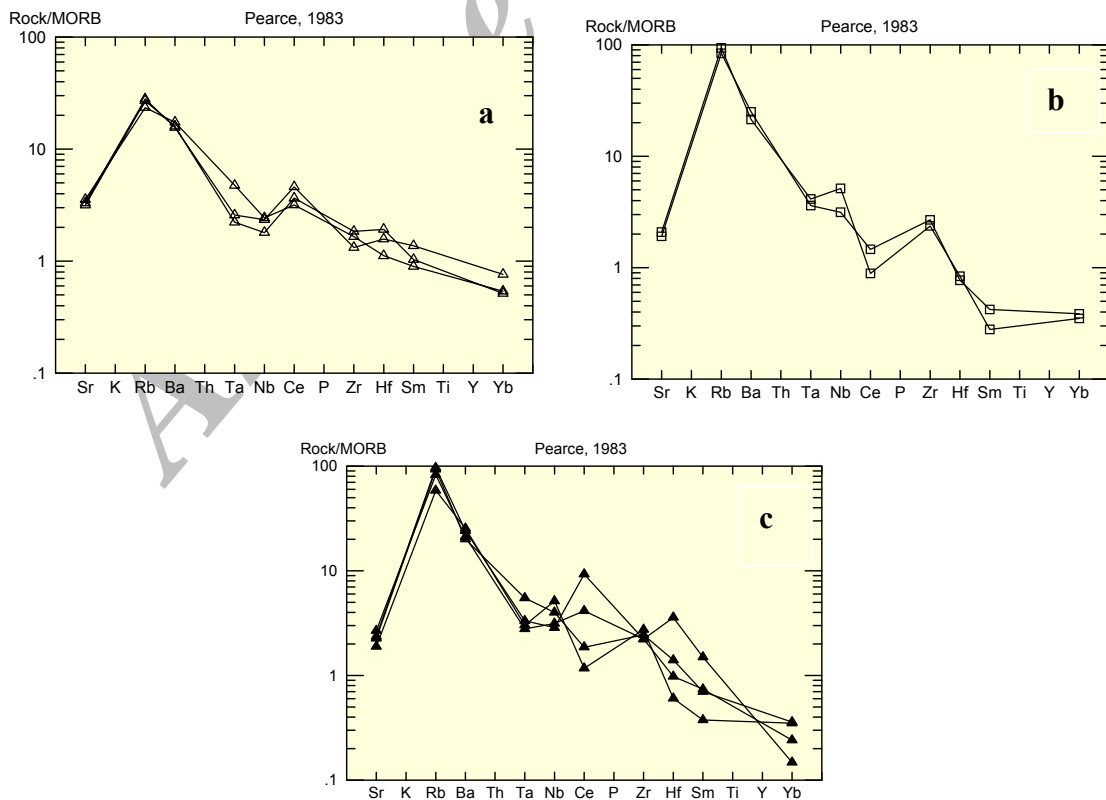 Rock/MORB Pearce, 1983
100
a
10
1
.1
Sr K Rb Ba Th Ta Nb Ce P Zr Hf Sm Ti Y Yb
Rock/MORB Pearce, 1983
100
b
10
1
.1
Sr K Rb Ba Th Ta Nb Ce P Zr Hf Sm Ti Y Yb
Rock/MORB Pearce, 1983
100
c
10
1
.1
Sr K Rb Ba Th Ta Nb Ce P Zr Hf Sm Ti Y Yb